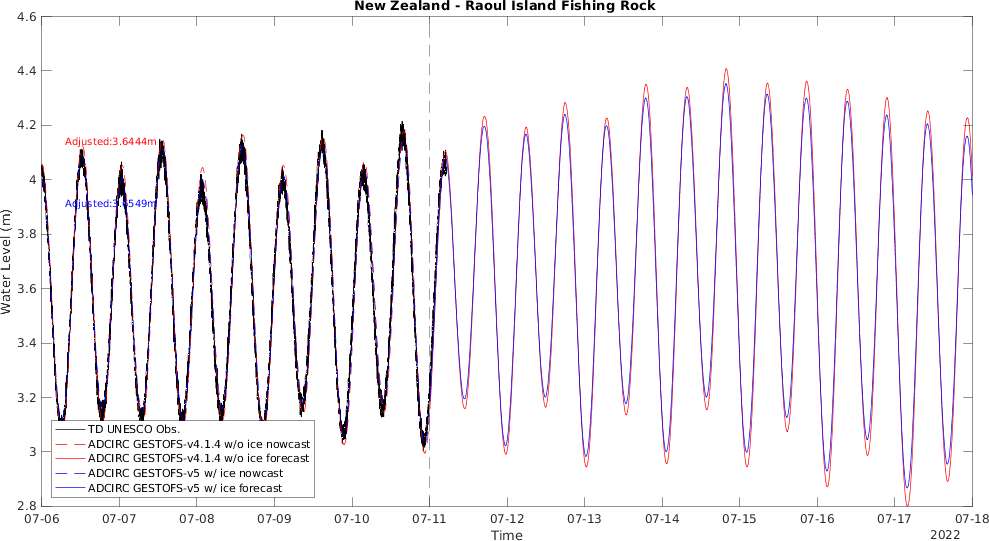 New Zealand - Raoul Island Fishing Rock
4.6
4.4
4.2
4
3.8
3.6
3.4
3.2
3
2.8
Water Level (m)
Adjusted:3.6444m
Adjusted:3.6549m
TD UNESCO Obs.
ADCIRC GESTOFS-v4.1.4 w/o ice nowcast
ADCIRC GESTOFS-v4.1.4 w/o ice forecast
ADCIRC GESTOFS-v5 w/ ice nowcast
ADCIRC GESTOFS-v5 w/ ice forecast
07-06 07-07 07-08 07-09 07-10 07-11 07-12 07-13 07-14 07-15 07-16 07-17 07-18
Time
2022